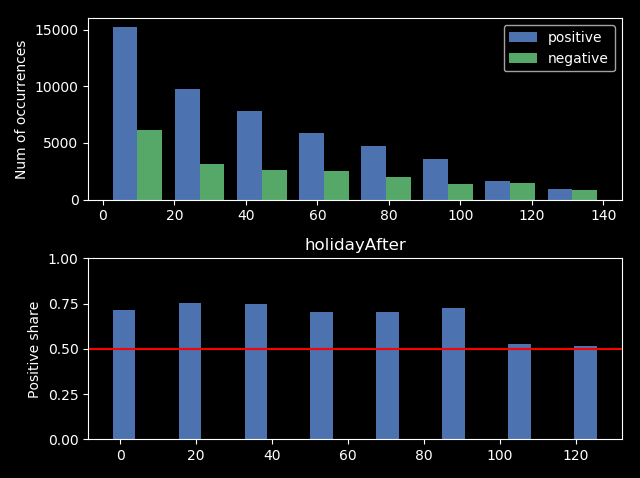 15000
10000
5000
0
Num of occurrences
positive
negative
0 20 40 60 80 100 120 140
holidayAfter
1.00
0.75
0.50
0.25
0.00
Positive share
0 20 40 60 80 100 120